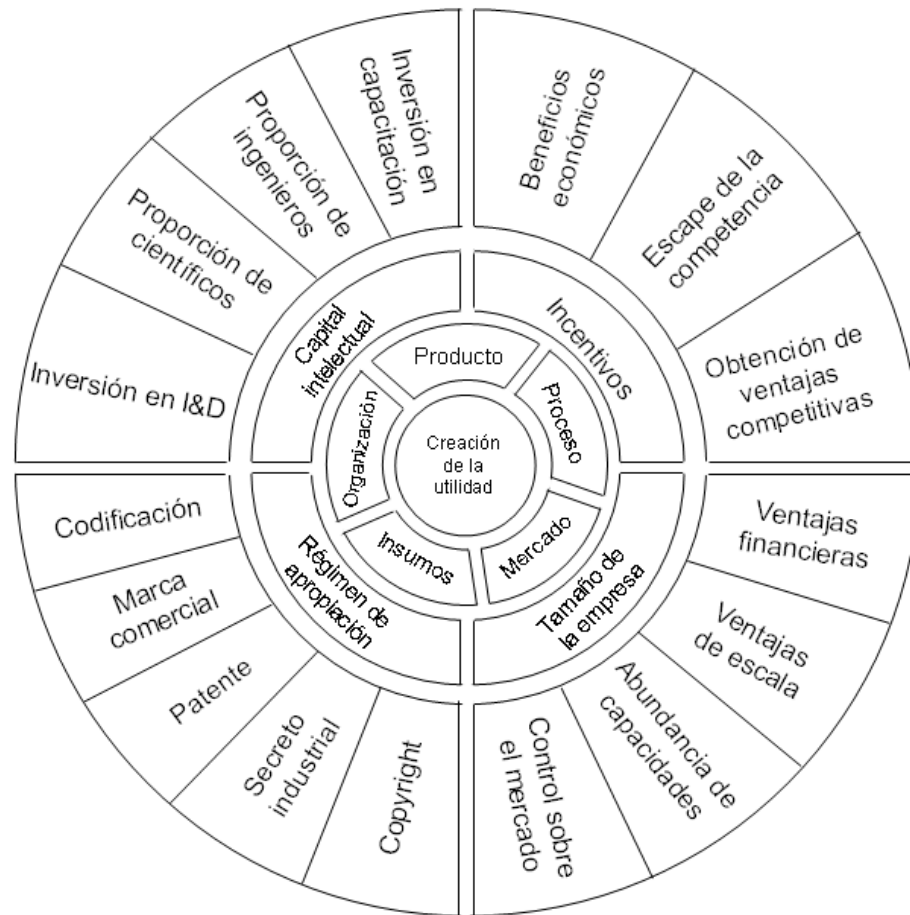 Inversión en
capacitación
Proporción de
ingenieros
Proporción de
científicos
Inversión en I&D
Beneficios
económicos
Escape de la
competencia
Obtención de
ventajas
competitivas
Capital
intelectual
Incentivos
Producto
Proceso
Organización
Creación
de la
utilidad
Insumos
Mercado
Régimen de
apropiación
Tamaño de
la empresa
Codificación
Marca
comercial
Patente
Secreto
industrial
Copyright
Ventajas
financieras
Ventajas
de escala
Abundancia de
capacidades
Control sobre
el mercado